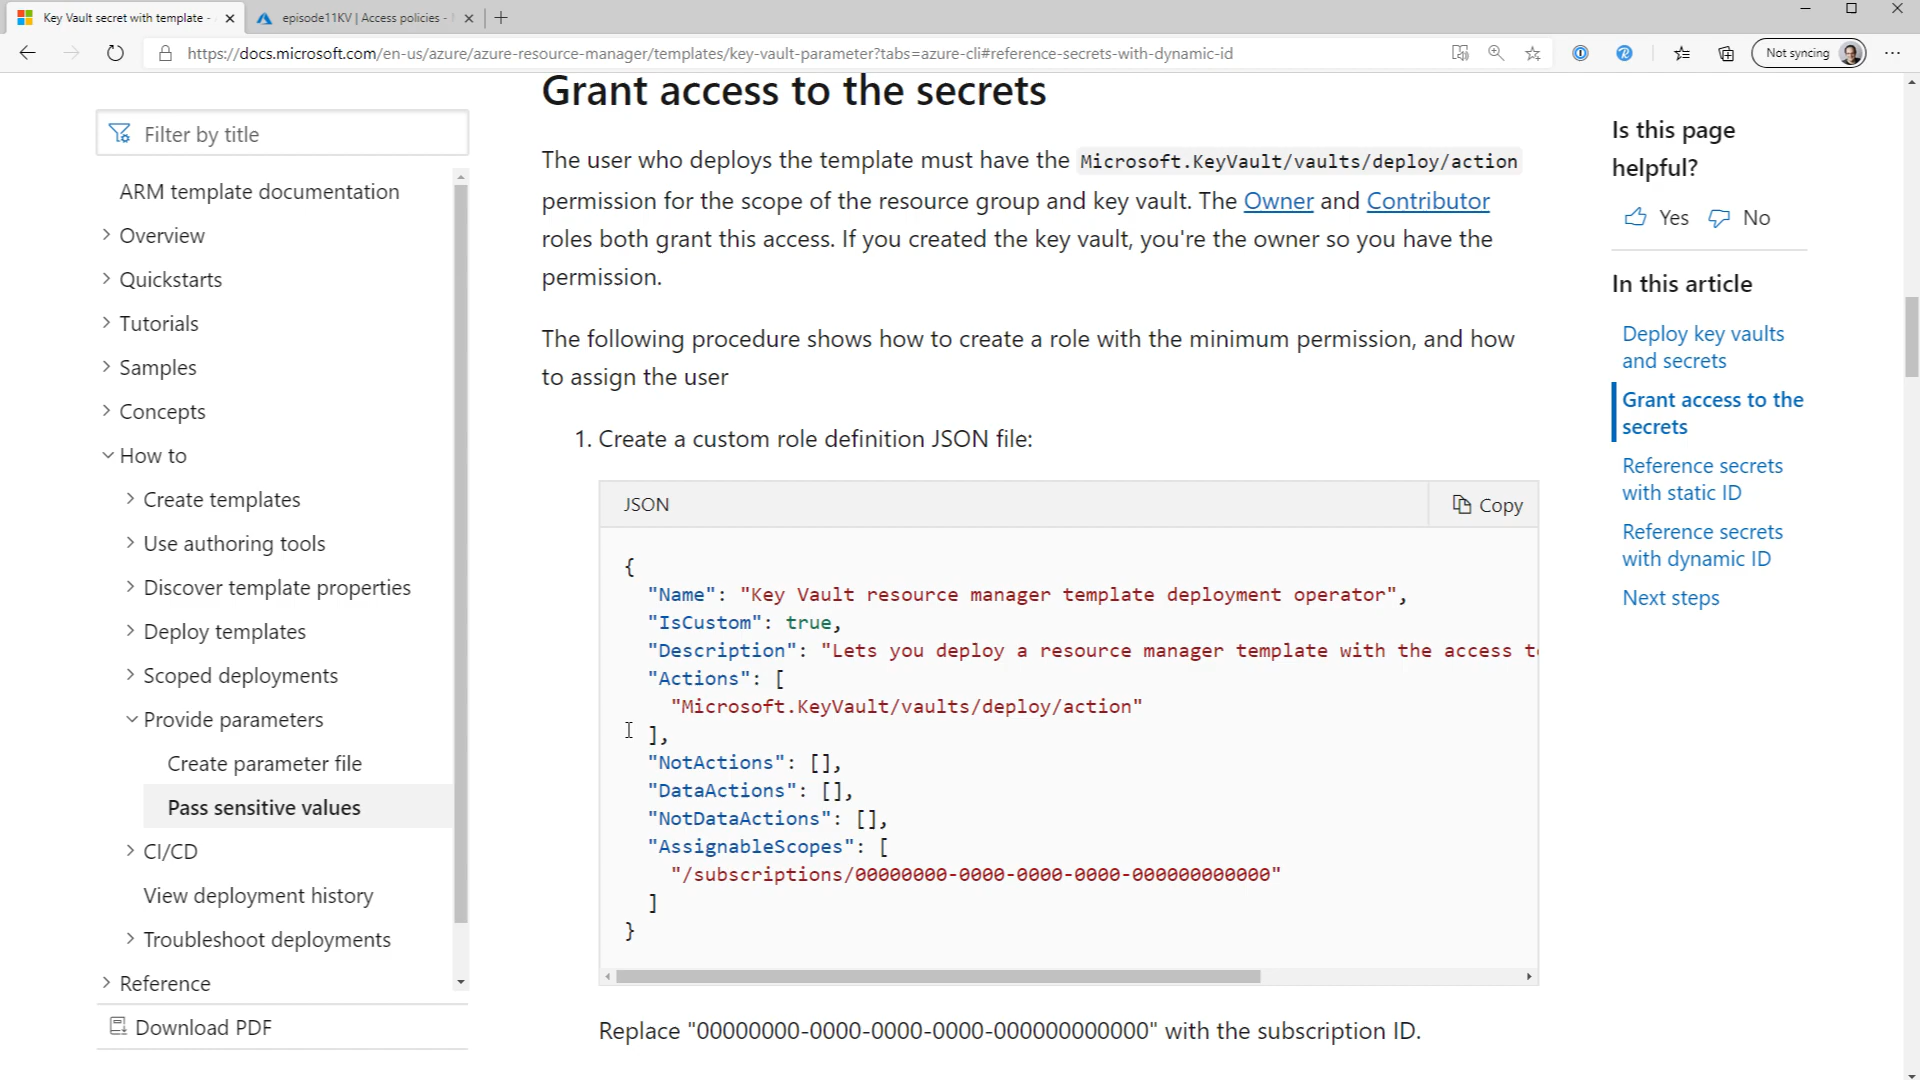 Key Vault secret with template -
episode11KV | Access policies -
https://docs.microsoft.com/en-us/azure/azure-resource-manager/templates/key-vault-parameter?tabs=azure-cli#reference-secrets-with-dynamic-id
Not syncing
Filter by title
ARM template documentation
Overview
Quickstarts
Tutorials
Samples
Concepts
How to
Create templates
Use authoring tools
Discover template properties
Deploy templates
Scoped deployments
Provide parameters
Create parameter file
Pass sensitive values
CI/CD
View deployment history
Troubleshoot deployments
Reference
Download PDF
Grant access to the secrets
The user who deploys the template must have the Microsoft.KeyVault/vaults/deploy/action
permission for the scope of the resource group and key vault. The Owner and Contributor
roles both grant this access. If you created the key vault, you're the owner so you have the
permission.
The following procedure shows how to create a role with the minimum permission, and how
to assign the user
1. Create a custom role definition JSON file:
JSON
Copy
{
"Name": "Key Vault resource manager template deployment operator",
"IsCustom": true,
"Description": "Lets you deploy a resource manager template with the access t
"Actions": [
"Microsoft.KeyVault/vaults/deploy/action"
],
"NotActions": [],
"DataActions": [],
"NotDataActions": [],
"AssignableScopes": [
"/subscriptions/00000000-0000-0000-0000-000000000000"
]
}
Replace "00000000-0000-0000-0000-000000000000" with the subscription ID.
Is this page
helpful?
Yes No
In this article
Deploy key vaults
and secrets
Grant access to the
secrets
Reference secrets
with static ID
Reference secrets
with dynamic ID
Next steps